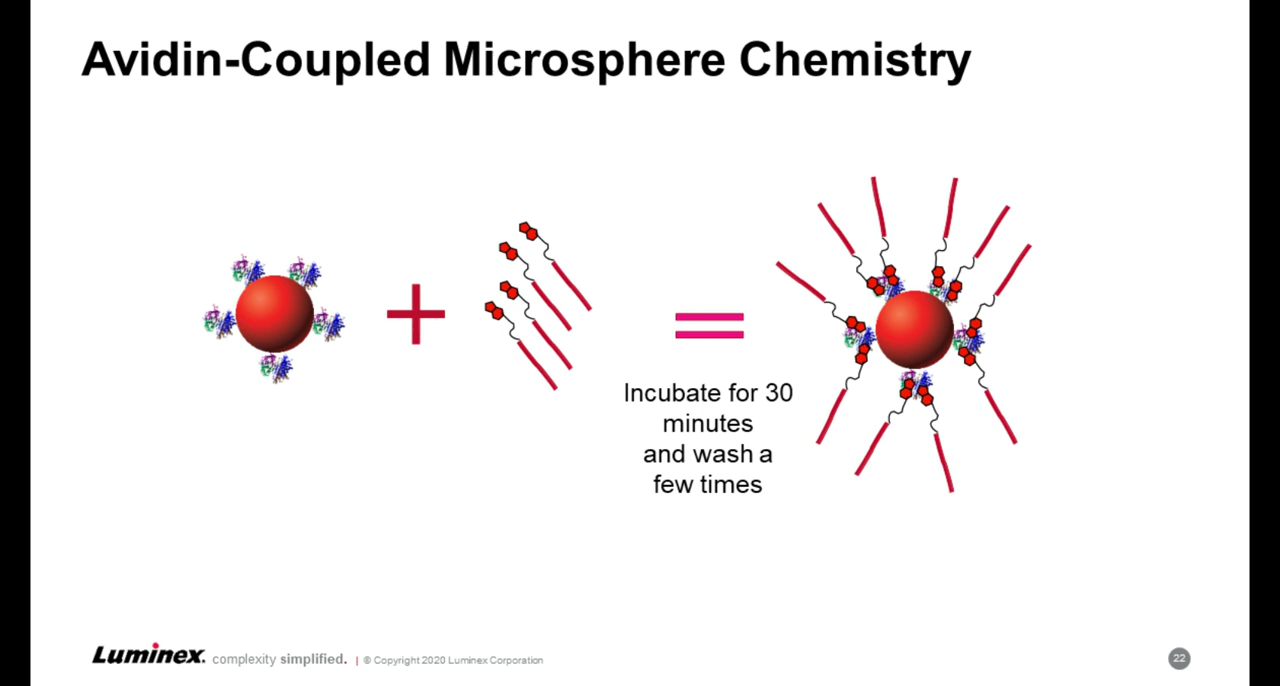 Avidin-Coupled Microsphere Chemistry
Incubate for 30
minutes
and wash a
few times
Luminex. complexity simplified. | © Copyright 2020 Luminex Corporation
22